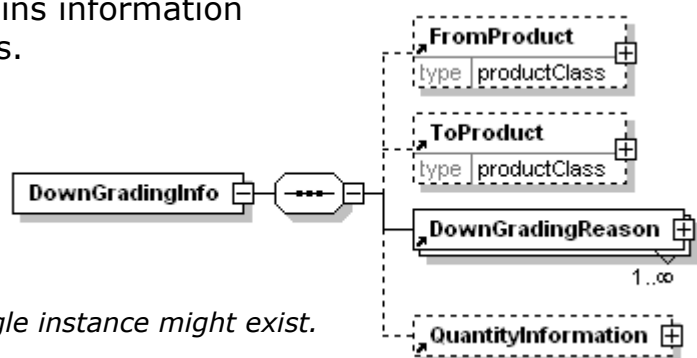 ins information
s.
FromProduct
type productClass
ToProduct
type productClass
DownGradingInfo
DownGradingReason
1..∞
gle instance might exist.
QuantityInformation